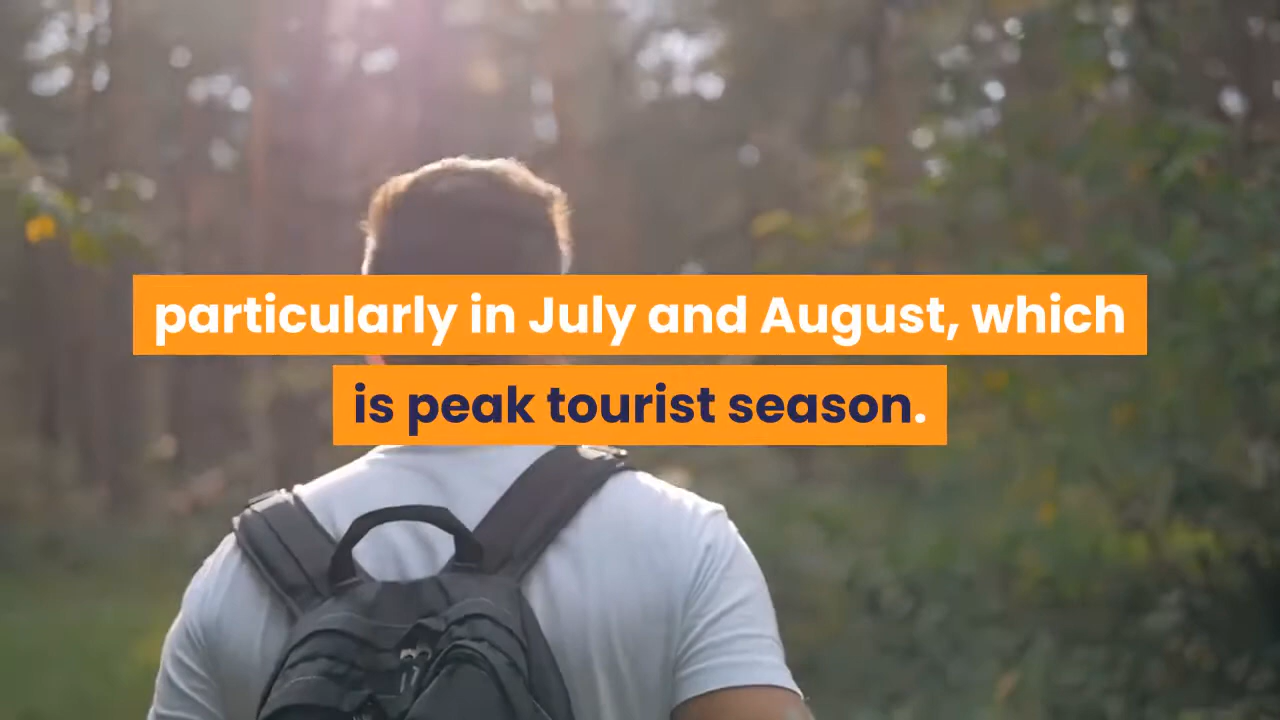 particularly in July and August, which
is peak tourist season.